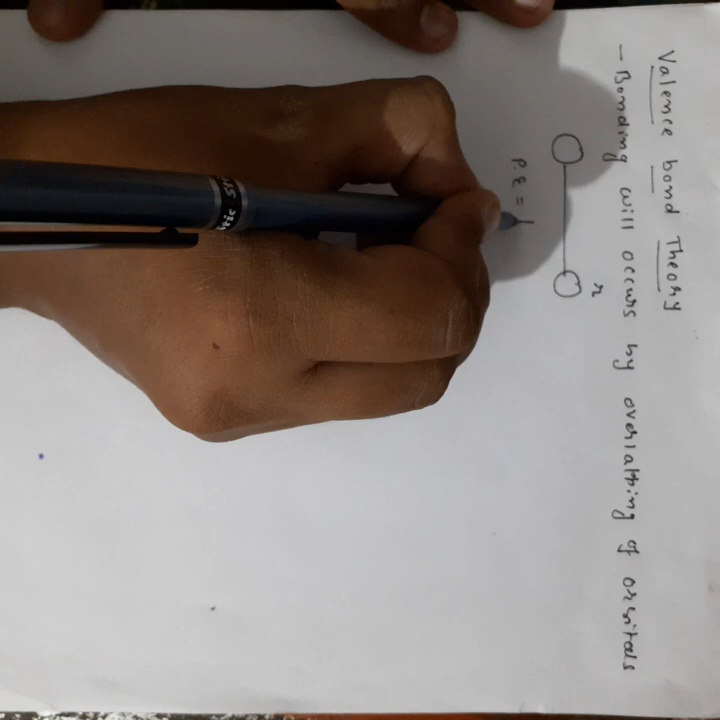 Valence bond Theory
- Bonding will occurs by overlapping of orbitals
r
P.E =